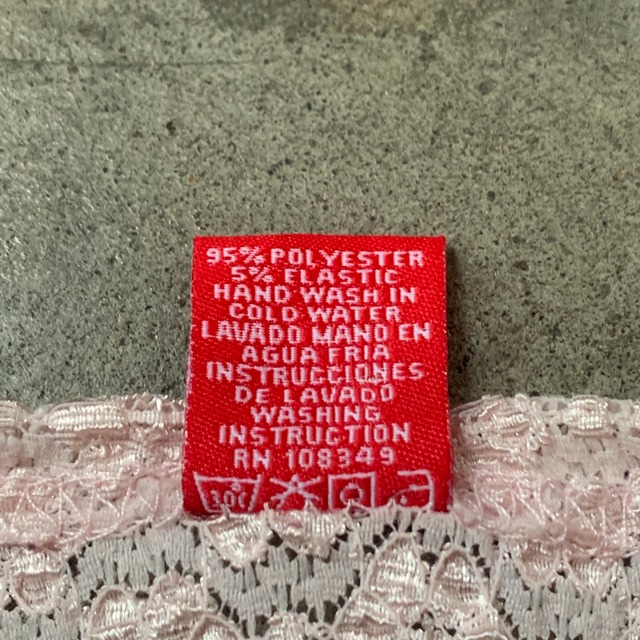 95% POLYESTER
5% ELASTIC
HAND WASH IN
COLD WATER
LAVADO MANO EN
AGUA FRIA
INSTRUCCIONES
DE LAVADO
WASHING
INSTRUCTION
RN 108349
30